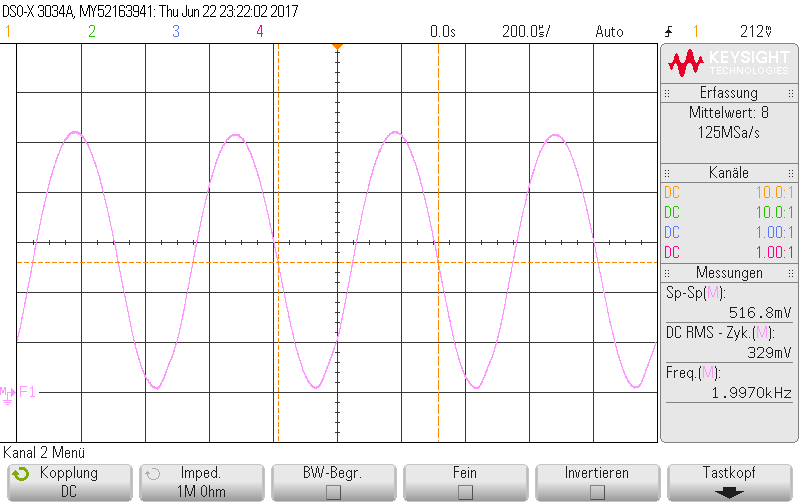 DSO-X 3034A, MY52163941: Thu Jun 22 23:22:02 2017
1 2 3 4 0.0s 200.0㎲/ Auto 1 212㎷
KEYSIGHT
TECHNOLOGIES
Erfassung
Mittelwert: 8
125MSa/s
Kanäle
DC 10.0:1
DC 10.0:1
DC 1.00:1
DC 1.00:1
Messungen
Sp-Sp(M):
516.8mV
DC RMS - Zyk.(M):
329mV
Freq.(M):
1.9970kHz
M F1
Kanal 2 Menü
Kopplung
DC
Imped.
1M Ohm
BW-Begr.
Fein
Invertieren
Tastkopf